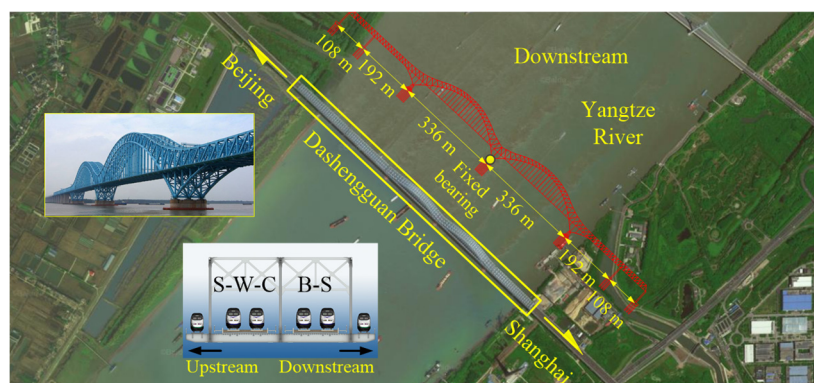 Downstream
Yangtze
River
108 m
192 m
336 m
Fixed
bearing
336 m
192 m
108 m
Beijing
Dashengguan Bridge
Shanghai
S-W-C
B-S
Upstream
Downstream